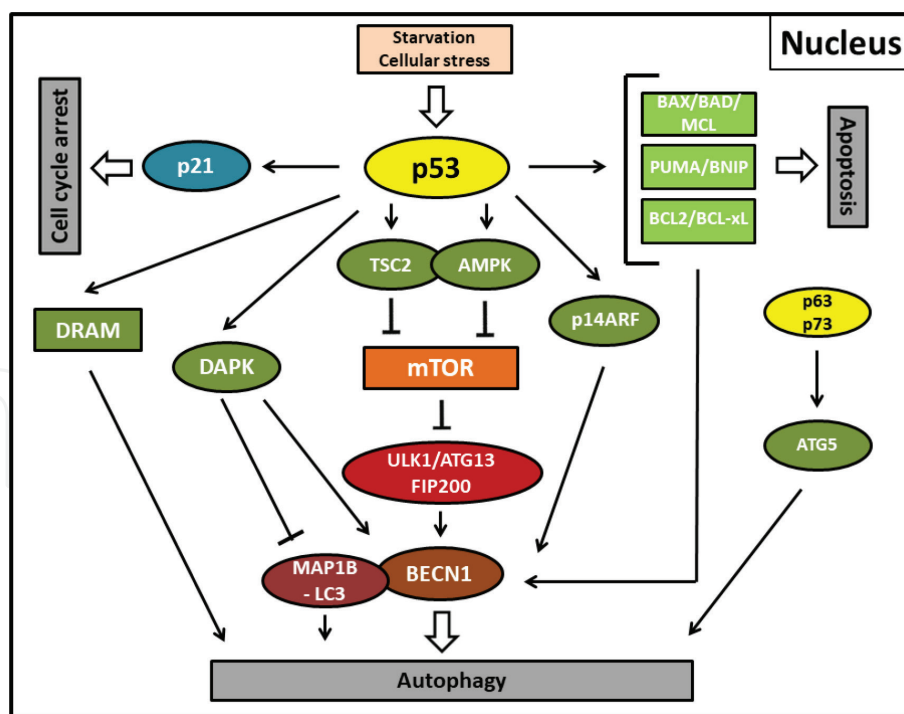 Starvation
Cellular stress
Nucleus
Cell cycle arrest
p21
p53
BAX/BAD/
MCL
PUMA/BNIP
BCL2/BCL-xL
Apoptosis
TSC2
AMPK
DRAM
DAPK
p14ARF
p63
p73
mTOR
ATG5
ULK1/ATG13
FIP200
MAP1B
- LC3
BECN1
Autophagy